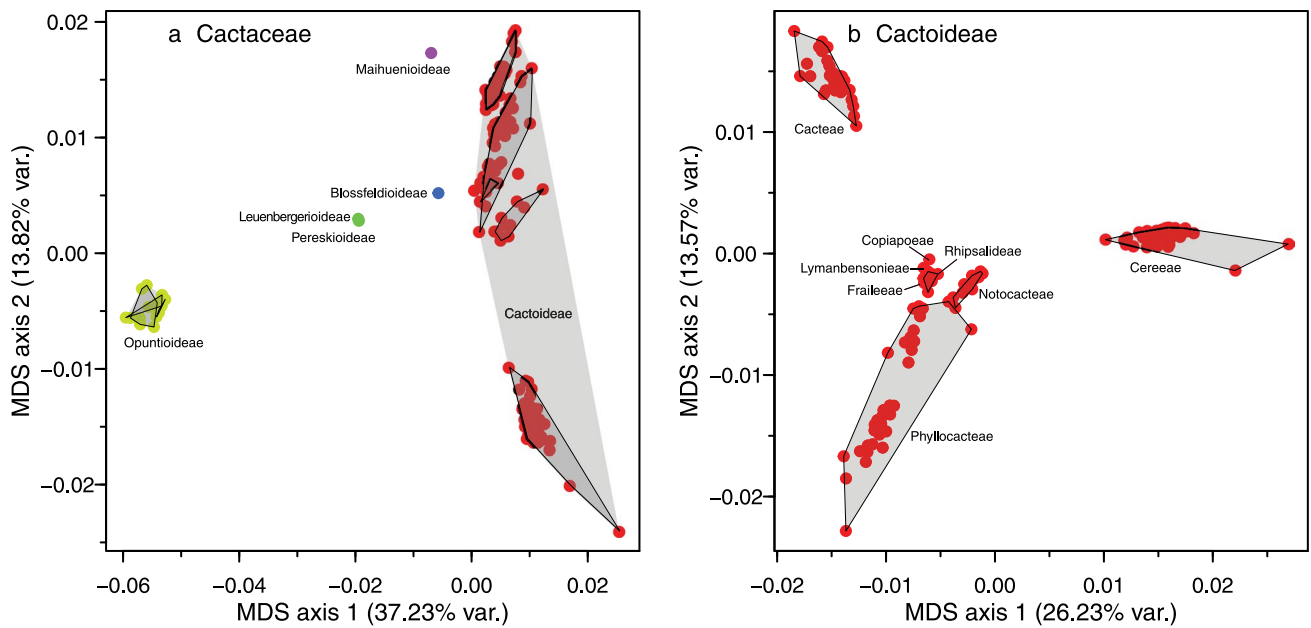 a Cactaceae
0.02
0.01
0.00
−0.01
−0.02
MDS axis 2 (13.82% var.)
Maihuenioideae
Blossfeldioideae
Leuenbergerioideae
Pereskioideae
Cactoideae
Opuntioideae
−0.06
−0.04
−0.02
0.00
0.02
MDS axis 1 (37.23% var.)
b Cactoideae
0.01
0.00
−0.01
−0.02
MDS axis 2 (13.57% var.)
Cacteae
Copiapoeae
Rhipsalideae
Lymanbensonieae
Fraileeae
Notocacteae
Cereeae
Phyllocacteae
−0.02
−0.01
0.00
0.01
0.02
MDS axis 1 (26.23% var.)